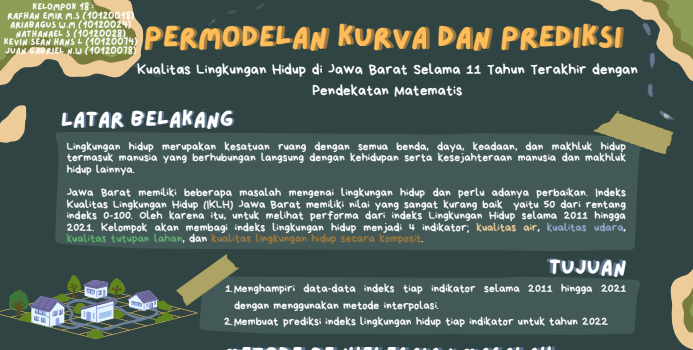 KELOMPOK 18 :
RAFHAN EMIR M.S (10120018)
ARIABAGUS W.M (10120024)
NATHANAEL S (10120028)
KEVIN SEAN HANS L (10120074)
JUAN GABRIEL N.W (10120078)
PERMODELAN KURVA DAN PREDIKSI
Kualitas Lingkungan Hidup di Jawa Barat Selama 11 Tahun Terakhir dengan
Pendekatan Matematis
LATAR BELAKANG
Lingkungan hidup merupakan kesatuan ruang dengan semua benda, daya, keadaan, dan makhluk hidup
termasuk manusia yang berhubungan langsung dengan kehidupan serta kesejahteraan manusia dan makhluk
hidup lainnya.
Jawa Barat memiliki beberapa masalah mengenai lingkungan hidup dan perlu adanya perbaikan. Indeks
Kualitas Lingkungan Hidup (IKLH) Jawa Barat memiliki nilai yang sangat kurang baik yaitu 50 dari rentang
indeks 0-100. Oleh karena itu, untuk melihat performa dari indeks Lingkungan Hidup selama 2011 hingga
2021. Kelompok akan membagi indeks lingkungan hidup menjadi 4 indikator; kualitas air, kualitas udara,
kualitas tutupan lahan, dan kualitas lingkungan hidup secara komposit.
TUJUAN
1.Menghampiri data-data indeks tiap indikator selama 2011 hingga 2021
dengan menggunakan metode interpolasi.
2.Membuat prediksi indeks lingkungan hidup tiap indikator untuk tahun 2022